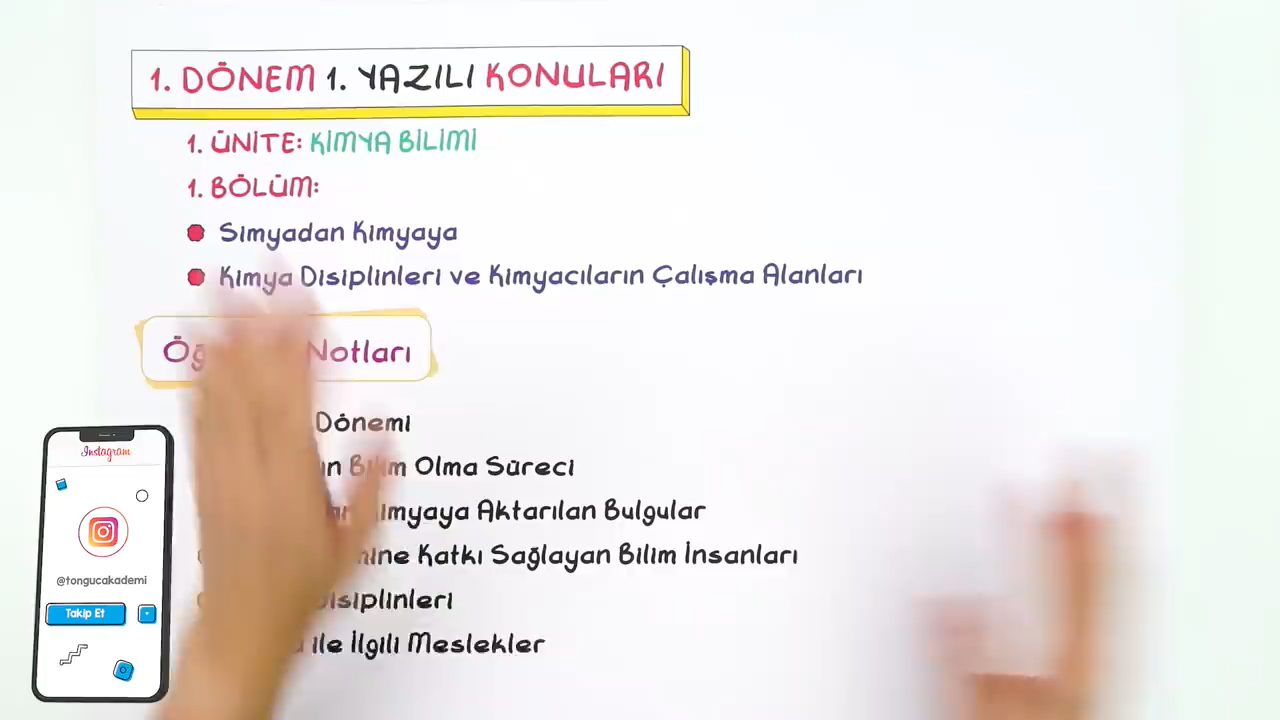 1. DÖNEM 1. YAZILI KONULARI
1. ÜNİTE: KİMYA BİLİMİ
1. BÖLÜM:
Simyadan Kimyaya
Kimya Disiplinleri ve Kimyacıların Çalışma Alanları
Notları
Dönemi
Bilim Olma Süreci
Kimyaya Aktarılan Bulgular
Katkı Sağlayan Bilim İnsanları
Disiplinleri
ile İlgili Meslekler
Instagram
@tongucakademi
Takip Et